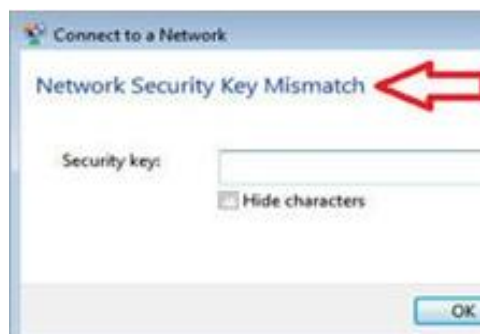 Connect to a Network
Network Security Key Mismatch
Security key:
Hide characters
OK